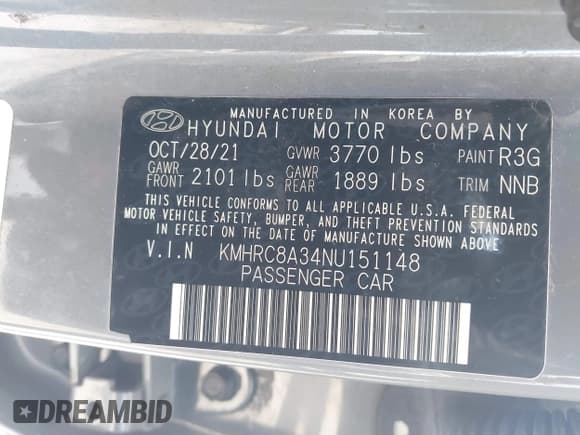 MANUFACTURED IN KOREA BY
HYUNDAI MOTOR COMPANY
OCT/28/21 GVWR 3770 lbs PAINT R3G
GAWR FRONT 2101 lbs GAWR REAR 1889 lbs TRIM NNB
THIS VEHICLE CONFORMS TO ALL APPLICABLE U.S.A. FEDERAL
MOTOR VEHICLE SAFETY, BUMPER, AND THEFT PREVENTION STANDARDS
IN EFFECT ON THE DATE OF MANUFACTURE SHOWN ABOVE.
V.I.N KMHRC8A34NU151148
PASSENGER CAR
DREAMBID